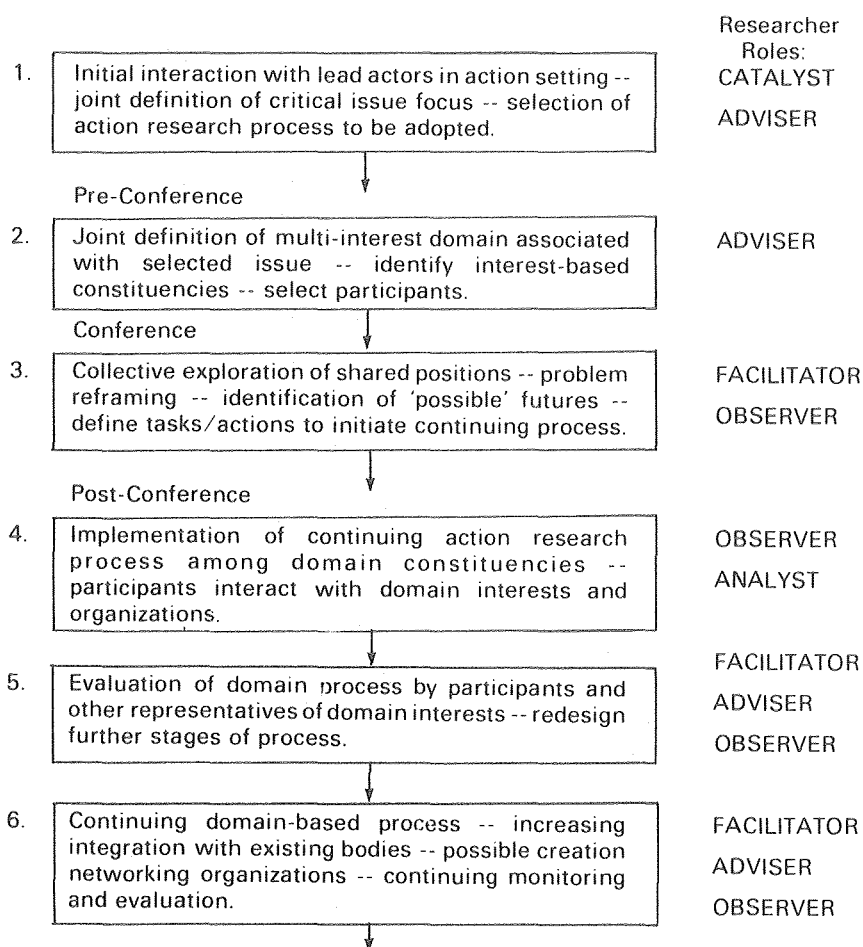 Researcher
Roles:
1. Initial interaction with lead actors in action setting -- CATALYST
joint definition of critical issue focus -- selection of
action research process to be adopted. ADVISER
Pre-Conference
2. Joint definition of multi-interest domain associated ADVISER
with selected issue -- identify interest-based
constituencies -- select participants.
Conference
3. Collective exploration of shared positions -- problem FACILITATOR
reframing -- identification of 'possible' futures --
define tasks/actions to initiate continuing process. OBSERVER
Post-Conference
4. Implementation of continuing action research OBSERVER
process among domain constituencies --
participants interact with domain interests and ANALYST
organizations.
FACILITATOR
5. Evaluation of domain process by participants and
other representatives of domain interests -- redesign ADVISER
further stages of process. OBSERVER
6. Continuing domain-based process -- increasing FACILITATOR
integration with existing bodies -- possible creation
networking organizations -- continuing monitoring ADVISER
and evaluation. OBSERVER